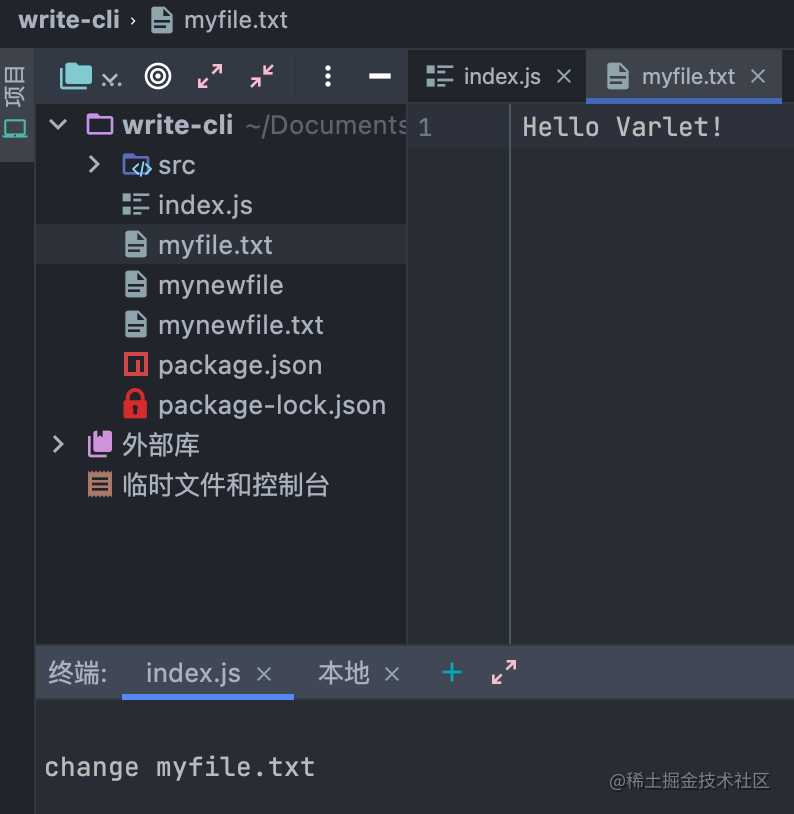 write-cli › myfile.txt
项目
index.js
myfile.txt
write-cli ~/Documents
src
index.js
myfile.txt
mynewfile
mynewfile.txt
package.json
package-lock.json
外部库
临时文件和控制台
1 Hello Varlet!
终端: index.js 本地
change myfile.txt
@稀土掘金技术社区